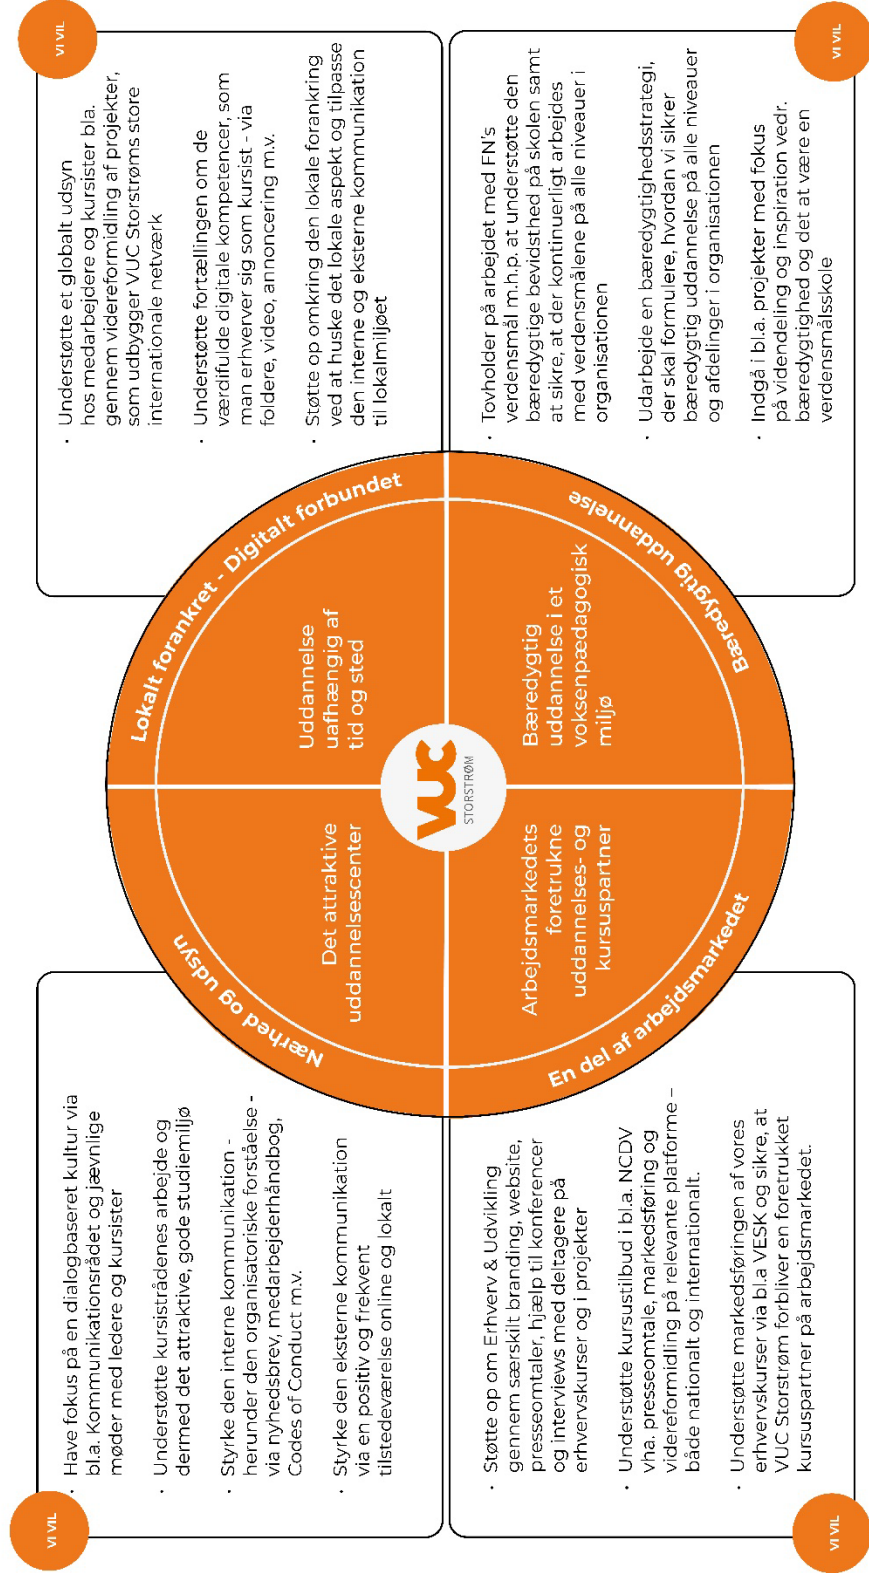 VI VIL
· Have fokus på en dialogbaseret kultur via
bl.a. Kommunikationsrådet og jævnlige
møder med ledere og kursister
· Understøtte kursistrådenes arbejde og
dermed det attraktive, gode studiemiljø
· Styrke den interne kommunikation -
herunder den organisatoriske forståelse -
via nyhedsbrev, medarbejderhåndbog,
Codes of Conduct m.v.
· Styrke den eksterne kommunikation
via en positiv og frekvent
tilstedeværelse online og lokalt
VI VIL
· Understøtte et globalt udsyn
hos medarbejdere og kursister bla.
gennem videreformidling af projekter,
som udbygger VUC Storstrøms store
internationale netværk
· Understøtte fortællingen om de
værdifulde digitale kompetencer, som
man erhverver sig som kursist - via
foldere, video, annoncering m.v.
· Støtte op omkring den lokale forankring
ved at huske det lokale aspekt og tilpasse
den interne og eksterne kommunikation
til lokalmiljøet
Nærhed og udsyn
Lokalt forankret - Digitalt forbundet
Det attraktive
uddannelsescenter
Uddannelse
uafhængig af
tid og sted
VUC
STORSTRØM
Arbejdsmarkedets
foretrukne
uddannelses- og
kursuspartner
Bæredygtig
uddannelse i et
voksenpædagogisk
miljø
En del af arbejdsmarkedet
Bæredygtig uddannelse
· Støtte op om Erhverv & Udvikling
gennem særskilt branding, website,
presseomtaler, hjælp til konferencer
og interviews med deltagere på
erhvervskurser og i projekter
· Understøtte kursustilbud i bl.a. NCDV
vha. presseomtale, markedsføring og
videreformidling på relevante platforme –
både nationalt og internationalt.
· Understøtte markedsføringen af vores
erhvervskurser via bl.a VESK og sikre, at
VUC Storstrøm forbliver en foretrukket
kursuspartner på arbejdsmarkedet.
VI VIL
· Tovholder på arbejdet med FN's
verdensmål m.h.p. at understøtte den
bæredygtige bevidsthed på skolen samt
at sikre, at der kontinuerligt arbejdes
med verdensmålene på alle niveauer i
organisationen
· Udarbejde en bæredygtighedsstrategi,
der skal formulere, hvordan vi sikrer
bæredygtig uddannelse på alle niveauer
og afdelinger i organisationen
· Indgå i bl.a. projekter med fokus
på videndeling og inspiration vedr.
bæredygtighed og det at være en
verdensmålsskole
VI VIL